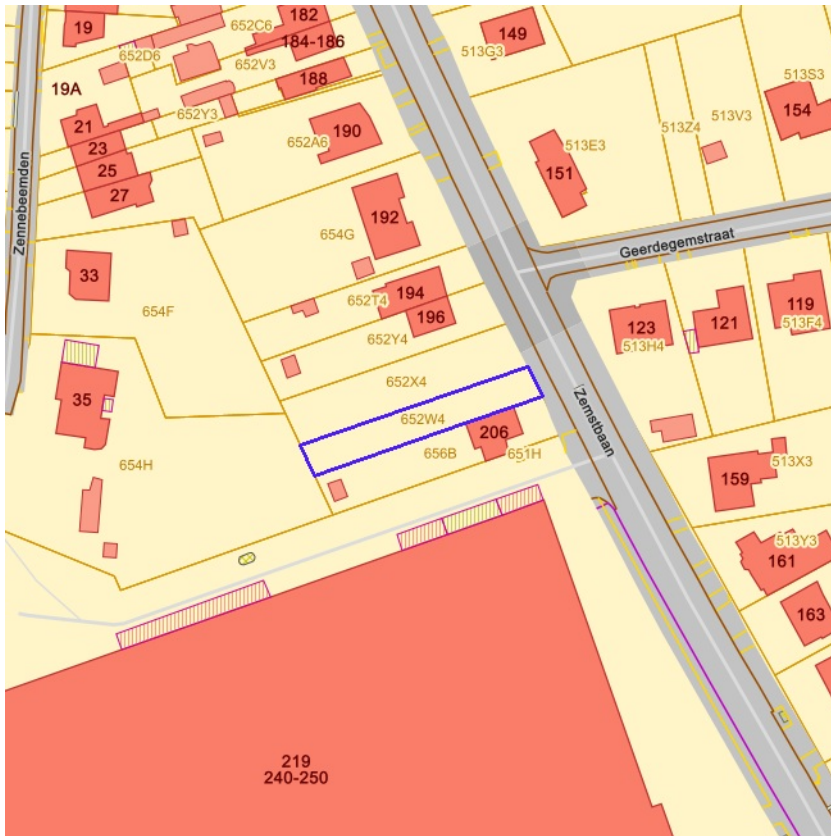 182
19
652C6
149
184-186
513G3
652D6
652V3
513S3
188
19A
652Y3
154
513V3
21
190
513Z4
652A6
513E3
23
25
151
27
Zennebeemden
192
654G
Geerdegemstraat
33
194
652T4
119
654F
196
123
121
513F4
652Y4
513H4
652X4
35
Zemstbaan
652W4
206
656B
651H
654H
513X3
159
513Y3
161
163
219
240-250